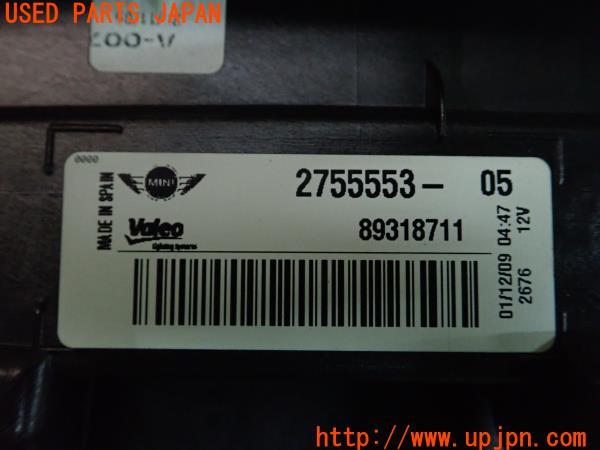 USED PARTS JAPAN
0000
MADE IN SPAIN
MINI
2755553- 05
Valeo
lighting systems
89318711
01/12/09 04:47
2676 12V
UPJ http://www.upjpn.com